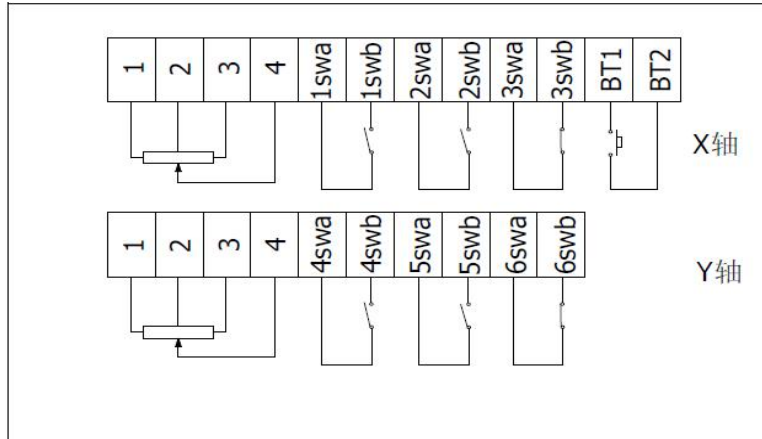 1 2 3 4 1swa 1swb 2swa 2swb 3swa 3swb BT1 BT2
X轴
1 2 3 4 4swa 4swb 5swa 5swb 6swa 6swb
Y轴